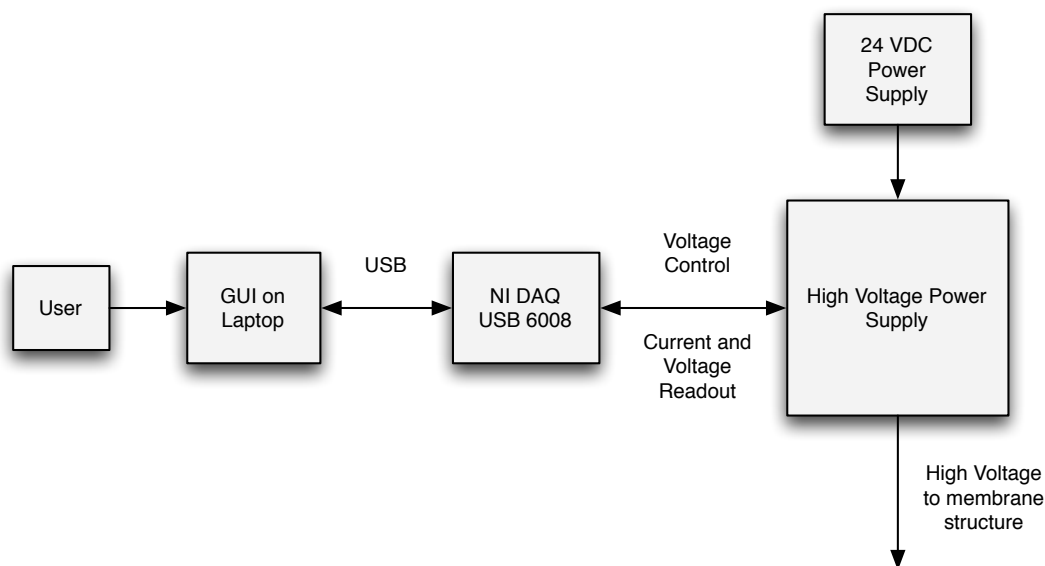 24 VDC
Power
Supply
User
GUI on
Laptop
USB
NI DAQ
USB 6008
Voltage
Control
Current and
Voltage
Readout
High Voltage Power
Supply
High Voltage
to membrane
structure